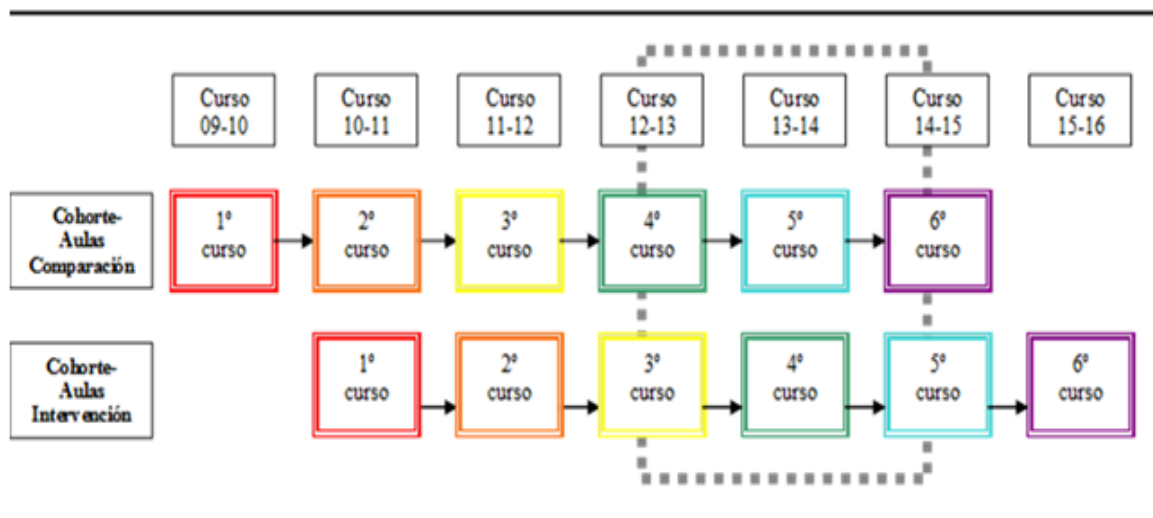 Curso
09-10
Curso
10-11
Curso
11-12
Curso
12-13
Curso
13-14
Curso
14-15
Curso
15-16
Cohorte-
Aulas
Comparación
1º
curso
2º
curso
3º
curso
4º
curso
5º
curso
6º
curso
Cohorte-
Aulas
Intervención
1º
curso
2º
curso
3º
curso
4º
curso
5º
curso
6º
curso